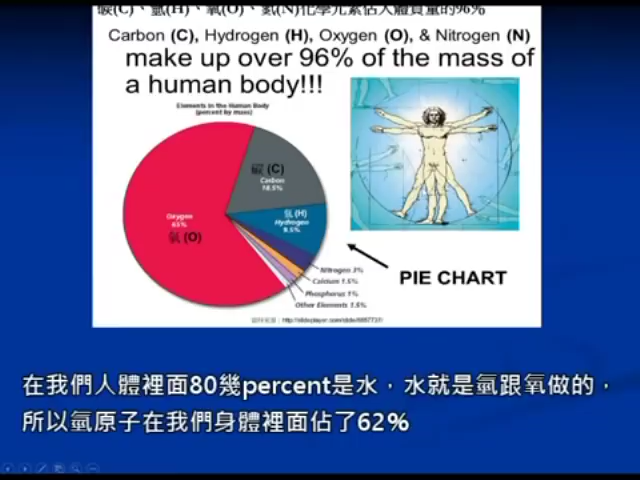 碳(C)、氫(H)、氧(O)、氮(N)化學元素佔人體質量的96%
Carbon (C), Hydrogen (H), Oxygen (O), & Nitrogen (N)
make up over 96% of the mass of
a human body!!!
Elements in the Human Body
(percent by mass)
碳 (C)
Carbon
18.5%
氫 (H)
Hydrogen
9.5%
Oxygen
65%
氧 (O)
Nitrogen 3%
Calcium 1.5%
Phosphorus 1%
Other Elements 1.5%
PIE CHART
在我們人體裡面80幾percent是水，水就是氫跟氧做的，
所以氫原子在我們身體裡面佔了62%